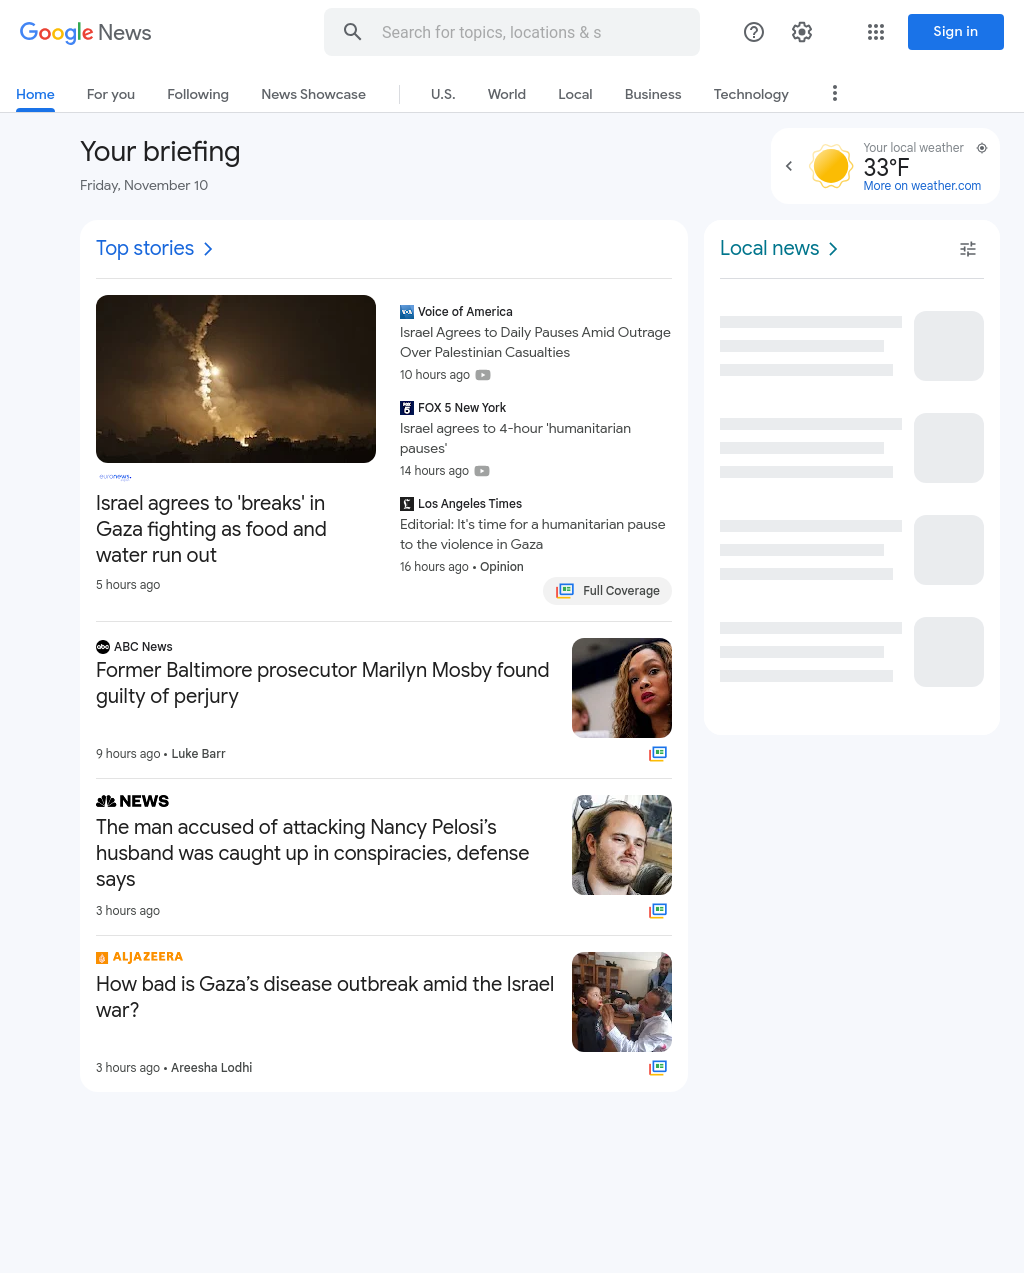 Google News
Search for topics, locations & s
Sign in
Home
For you
Following
News Showcase
U.S.
World
Local
Business
Technology
Your briefing
Friday, November 10
Your local weather
33°F
More on weather.com
Top stories
euronews.
Israel agrees to 'breaks' in
Gaza fighting as food and
water run out
5 hours ago
VOA
Voice of America
Israel Agrees to Daily Pauses Amid Outrage
Over Palestinian Casualties
10 hours ago
FOX 5 New York
Israel agrees to 4-hour 'humanitarian
pauses'
14 hours ago
Los Angeles Times
Editorial: It's time for a humanitarian pause
to the violence in Gaza
16 hours ago • Opinion
Full Coverage
abc ABC News
Former Baltimore prosecutor Marilyn Mosby found
guilty of perjury
9 hours ago • Luke Barr
NEWS
The man accused of attacking Nancy Pelosi’s
husband was caught up in conspiracies, defense
says
3 hours ago
ALJAZEERA
How bad is Gaza’s disease outbreak amid the Israel
war?
3 hours ago • Areesha Lodhi
Local news